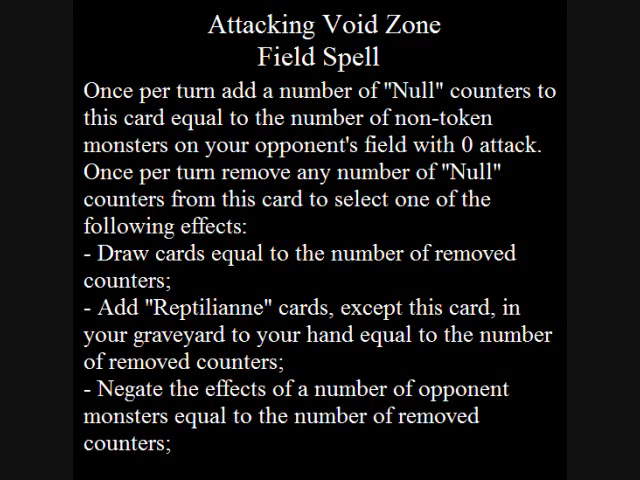 Attacking Void Zone
Field Spell
Once per turn add a number of "Null" counters to
this card equal to the number of non-token
monsters on your opponent's field with 0 attack.
Once per turn remove any number of "Null"
counters from this card to select one of the
following effects:
- Draw cards equal to the number of removed
counters;
- Add "Reptilianne" cards, except this card, in
your graveyard to your hand equal to the number
of removed counters;
- Negate the effects of a number of opponent
monsters equal to the number of removed
counters;